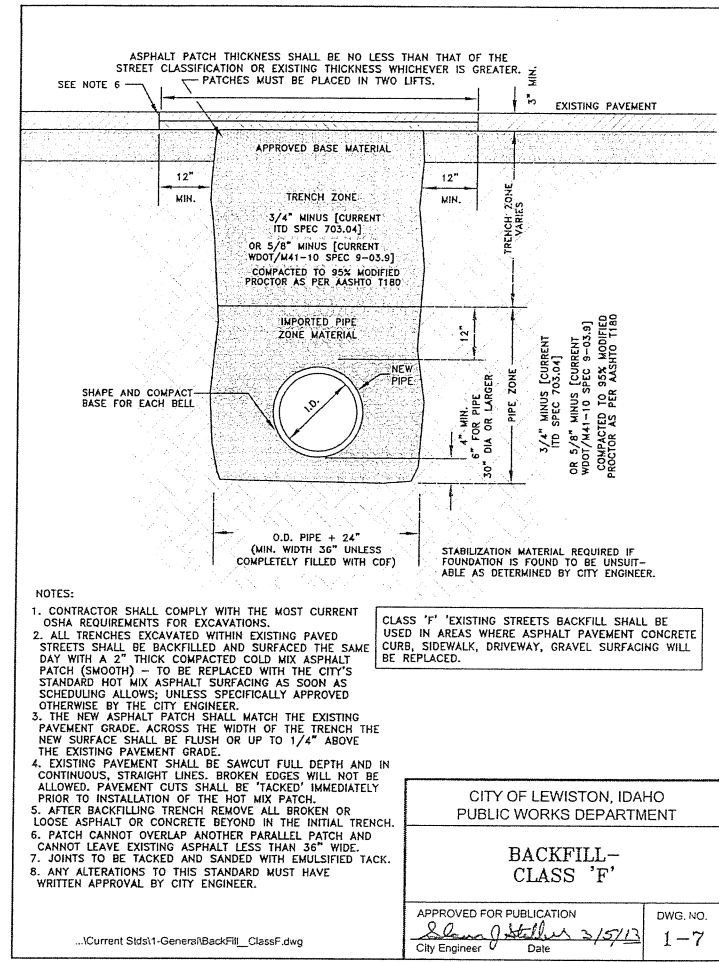 ASPHALT PATCH THICKNESS SHALL BE NO LESS THAN THAT OF THE
STREET CLASSIFICATION OR EXISTING THICKNESS WHICHEVER IS GREATER.
PATCHES MUST BE PLACED IN TWO LIFTS.
SEE NOTE 6
3" MIN.
EXISTING PAVEMENT
APPROVED BASE MATERIAL
12"
MIN.
12"
MIN.
TRENCH ZONE
3/4" MINUS [CURRENT
ITD SPEC 703.04]
OR 5/8" MINUS [CURRENT
WDOT/M41-10 SPEC 9-03.9]
COMPACTED TO 95% MODIFIED
PROCTOR AS PER AASHTO T180
TRENCH ZONE
VARIES
IMPORTED PIPE
ZONE MATERIAL
12"
NEW
PIPE
I.D.
SHAPE AND COMPACT
BASE FOR EACH BELL
4" MIN.
6" FOR PIPE
30" DIA OR LARGER
PIPE ZONE
3/4" MINUS [CURRENT
ITD SPEC 703.04]
OR 5/8" MINUS [CURRENT
WDOT/M41-10 SPEC 9-03.9]
COMPACTED TO 95% MODIFIED
PROCTOR AS PER AASHTO T180
O.D. PIPE + 24"
(MIN. WIDTH 36" UNLESS
COMPLETELY FILLED WITH CDF)
STABILIZATION MATERIAL REQUIRED IF
FOUNDATION IS FOUND TO BE UNSUIT-
ABLE AS DETERMINED BY CITY ENGINEER.
NOTES:
1. CONTRACTOR SHALL COMPLY WITH THE MOST CURRENT
OSHA REQUIREMENTS FOR EXCAVATIONS.
2. ALL TRENCHES EXCAVATED WITHIN EXISTING PAVED
STREETS SHALL BE BACKFILLED AND SURFACED THE SAME
DAY WITH A 2" THICK COMPACTED COLD MIX ASPHALT
PATCH (SMOOTH) – TO BE REPLACED WITH THE CITY'S
STANDARD HOT MIX ASPHALT SURFACING AS SOON AS
SCHEDULING ALLOWS; UNLESS SPECIFICALLY APPROVED
OTHERWISE BY THE CITY ENGINEER.
3. THE NEW ASPHALT PATCH SHALL MATCH THE EXISTING
PAVEMENT GRADE. ACROSS THE WIDTH OF THE TRENCH THE
NEW SURFACE SHALL BE FLUSH OR UP TO 1/4" ABOVE
THE EXISTING PAVEMENT GRADE.
4. EXISTING PAVEMENT SHALL BE SAWCUT FULL DEPTH AND IN
CONTINUOUS, STRAIGHT LINES. BROKEN EDGES WILL NOT BE
ALLOWED. PAVEMENT CUTS SHALL BE 'TACKED' IMMEDIATELY
PRIOR TO INSTALLATION OF THE HOT MIX PATCH.
5. AFTER BACKFILLING TRENCH REMOVE ALL BROKEN OR
LOOSE ASPHALT OR CONCRETE BEYOND IN THE INITIAL TRENCH.
6. PATCH CANNOT OVERLAP ANOTHER PARALLEL PATCH AND
CANNOT LEAVE EXISTING ASPHALT LESS THAN 36" WIDE.
7. JOINTS TO BE TACKED AND SANDED WITH EMULSIFIED TACK.
8. ANY ALTERATIONS TO THIS STANDARD MUST HAVE
WRITTEN APPROVAL BY CITY ENGINEER.
CLASS 'F' 'EXISTING STREETS BACKFILL SHALL BE
USED IN AREAS WHERE ASPHALT PAVEMENT CONCRETE
CURB, SIDEWALK, DRIVEWAY, GRAVEL SURFACING WILL
BE REPLACED.
CITY OF LEWISTON, IDAHO
PUBLIC WORKS DEPARTMENT
BACKFILL–
CLASS 'F'
APPROVED FOR PUBLICATION
3/5/13
City Engineer Date
DWG. NO.
1–7
...\Current Stds\1-General\BackFill_ClassF.dwg